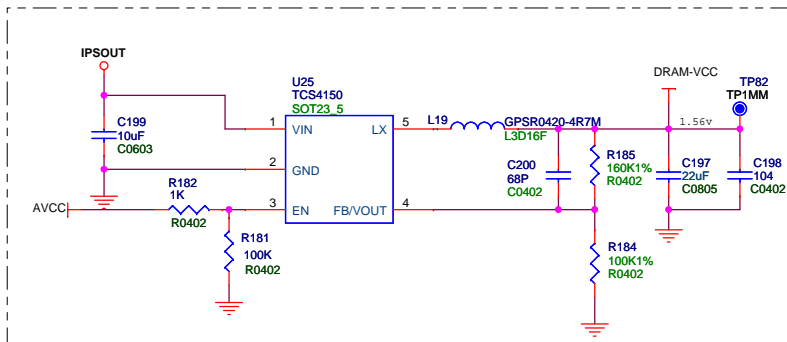 IPSOUT
C199
10uF
C0603
U25
TCS4150
SOT23_5
1
VIN
2
GND
3
EN
LX
5
FB/VOUT
4
AVCC
R182
1K
R0402
R181
100K
R0402
L19
GPSR0420-4R7M
L3D16F
C200
68P
C0402
R185
160K1%
R0402
R184
100K1%
R0402
DRAM-VCC
1.56v
TP82
TP1MM
C197
22uF
C0805
C198
104
C0402